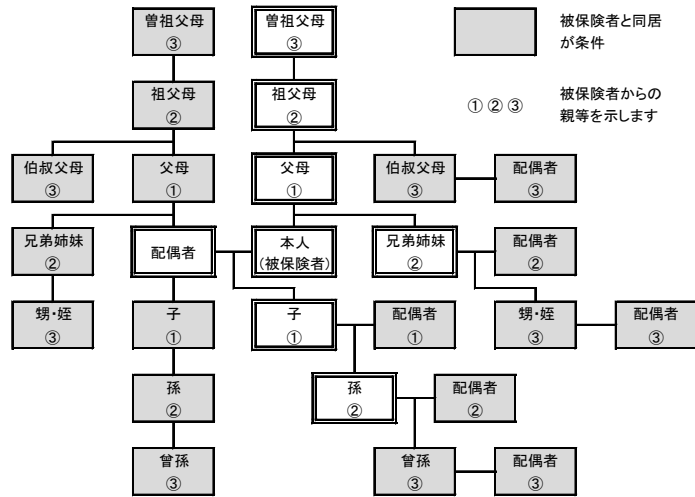 曽祖父母
③
曽祖父母
③
被保険者と同居
が条件
祖父母
②
祖父母
②
① ② ③
被保険者からの
親等を示します
伯叔父母
③
父母
①
父母
①
伯叔父母
③
配偶者
③
兄弟姉妹
②
配偶者
本人
(被保険者)
兄弟姉妹
②
配偶者
②
甥・姪
③
子
①
子
①
配偶者
①
甥・姪
③
配偶者
③
孫
②
孫
②
配偶者
②
曾孫
③
曾孫
③
配偶者
③